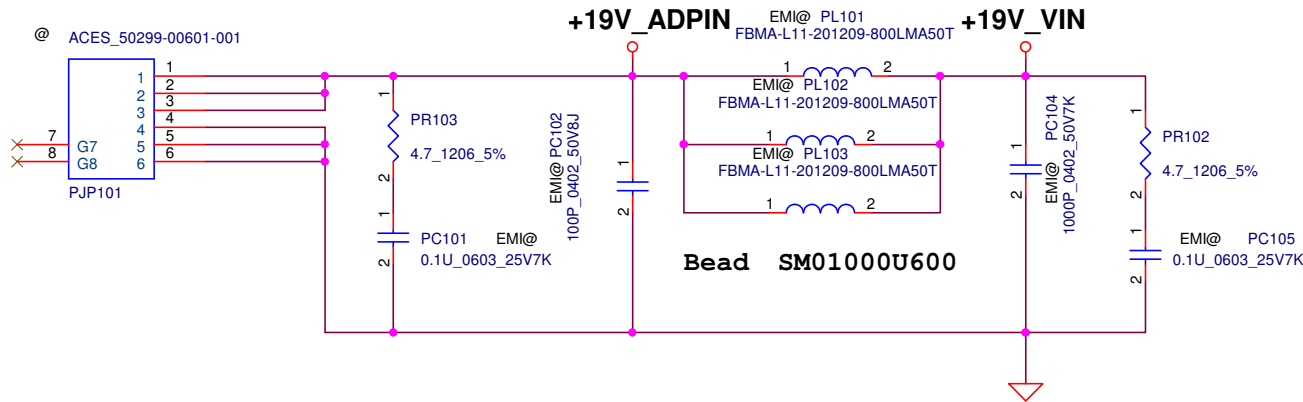 +19V_ADPIN
EMI@ PL101
+19V_VIN
@ ACES_50299-00601-001
FBMA-L11-201209-800LMA50T
1
1
2
2
3
3
4
4
5
5
6
6
7
G7
8
G8
PJP101
1
PR103
4.7_1206_5%
2
1
PC101 EMI@
0.1U_0603_25V7K
2
EMI@ PC102
100P_0402_50V8J
1
2
1 2
EMI@ PL102
FBMA-L11-201209-800LMA50T
1 2
EMI@ PL103
FBMA-L11-201209-800LMA50T
1 2
Bead SM01000U600
1
2
EMI@ PC104
1000P_0402_50V7K
1
PR102
4.7_1206_5%
2
1
EMI@ PC105
0.1U_0603_25V7K
2